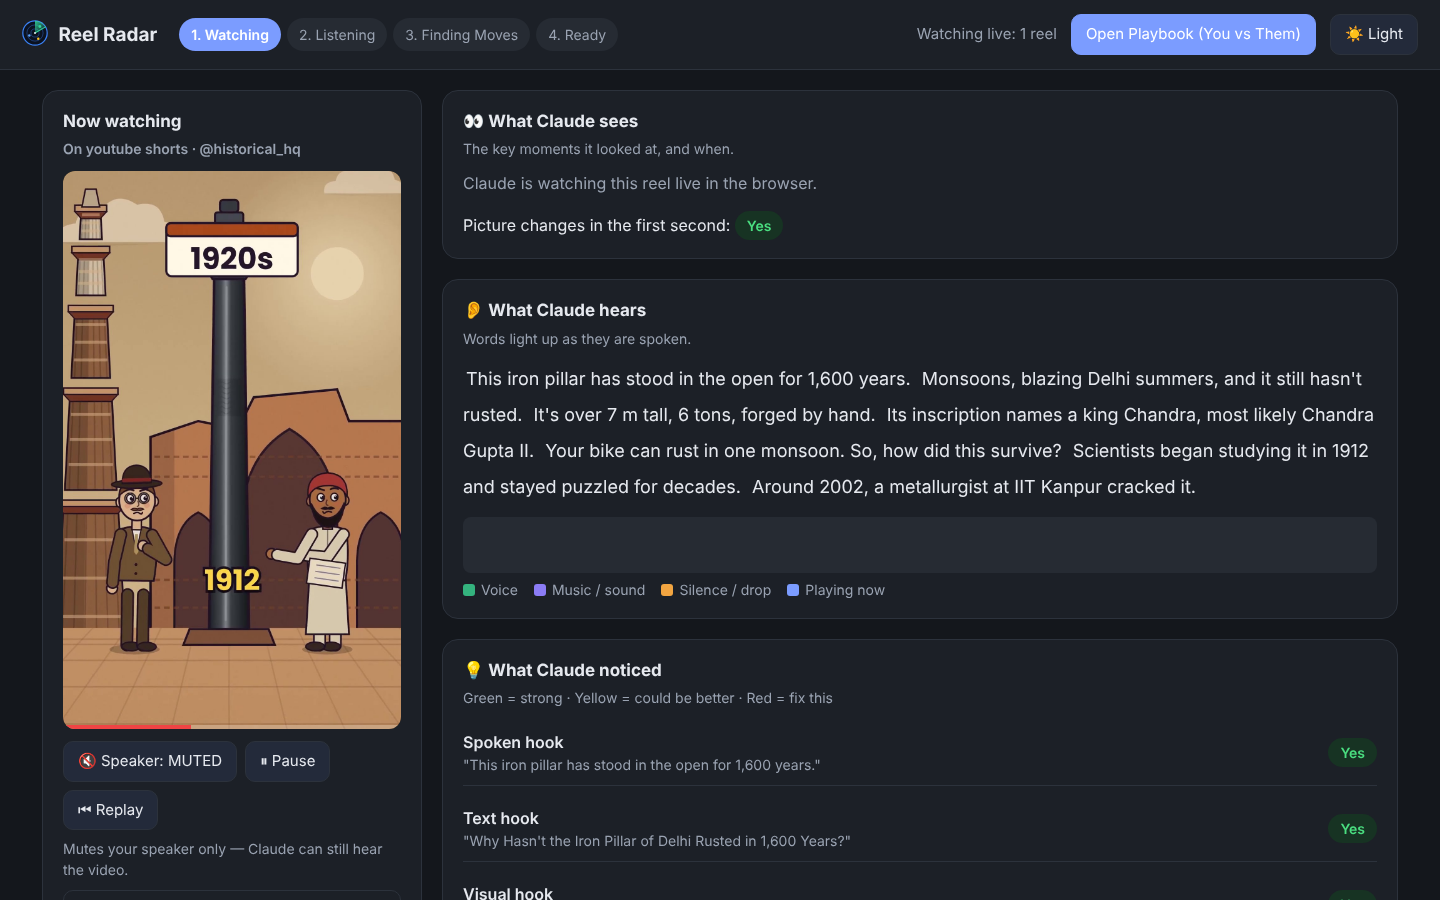 Reel Radar
1. Watching
2. Listening
3. Finding Moves
4. Ready
Watching live: 1 reel
Open Playbook (You vs Them)
Light
Now watching
On youtube shorts · @historical_hq
1920s
1912
Speaker: MUTED
Pause
Replay
Mutes your speaker only — Claude can still hear
the video.
What Claude sees
The key moments it looked at, and when.
Claude is watching this reel live in the browser.
Picture changes in the first second: Yes
What Claude hears
Words light up as they are spoken.
This iron pillar has stood in the open for 1,600 years. Monsoons, blazing Delhi summers, and it still hasn't
rusted. It's over 7 m tall, 6 tons, forged by hand. Its inscription names a king Chandra, most likely Chandra
Gupta II. Your bike can rust in one monsoon. So, how did this survive? Scientists began studying it in 1912
and stayed puzzled for decades. Around 2002, a metallurgist at IIT Kanpur cracked it.
Voice
Music / sound
Silence / drop
Playing now
What Claude noticed
Green = strong · Yellow = could be better · Red = fix this
Spoken hook
"This iron pillar has stood in the open for 1,600 years."
Yes
Text hook
"Why Hasn't the Iron Pillar of Delhi Rusted in 1,600 Years?"
Yes
Visual hook